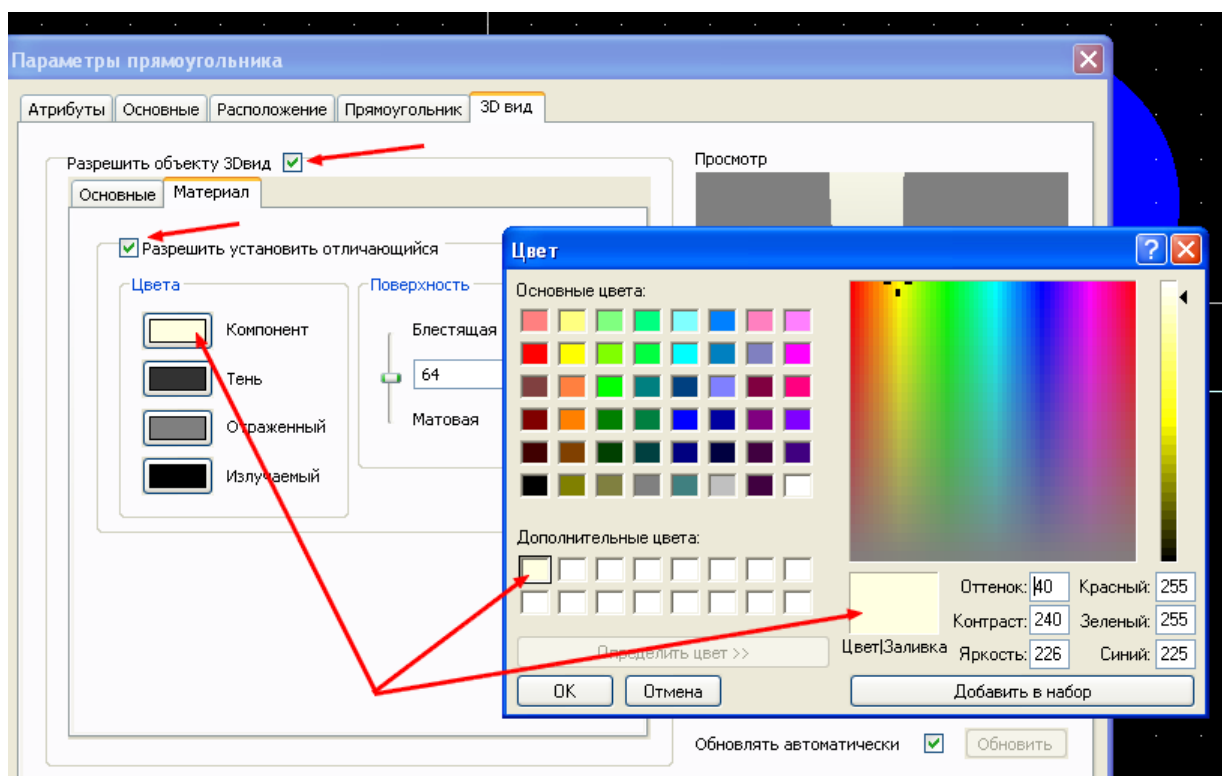 Параметры прямоугольника
Атрибуты Основные Расположение Прямоугольник 3D вид
Разрешить объекту 3Dвид
Просмотр
Основные Материал
Разрешить установить отличающийся
Цвета
Компонент
Тень
Отраженный
Излучаемый
Поверхность
Блестящая
64
Матовая
Цвет
Основные цвета:
Дополнительные цвета:
Определить цвет >>
OK Отмена
Цвет|Заливка
Оттенок: 40 Красный: 255
Контраст: 240 Зеленый: 255
Яркость: 226 Синий: 225
Добавить в набор
Обновлять автоматически Обновить